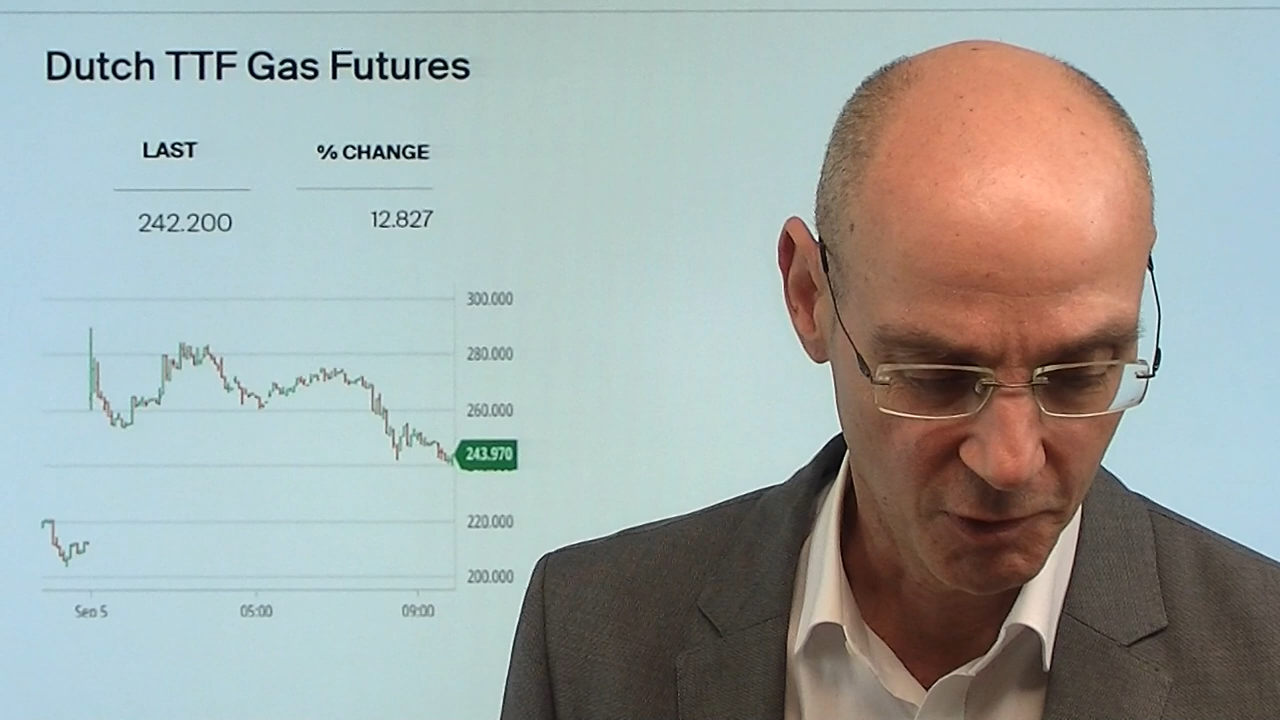 Dutch TTF Gas Futures
LAST % CHANGE
242.200 12.827
300.000
280.000
260.000
243.970
220.000
200.000
Sep 5 05:00 09:00